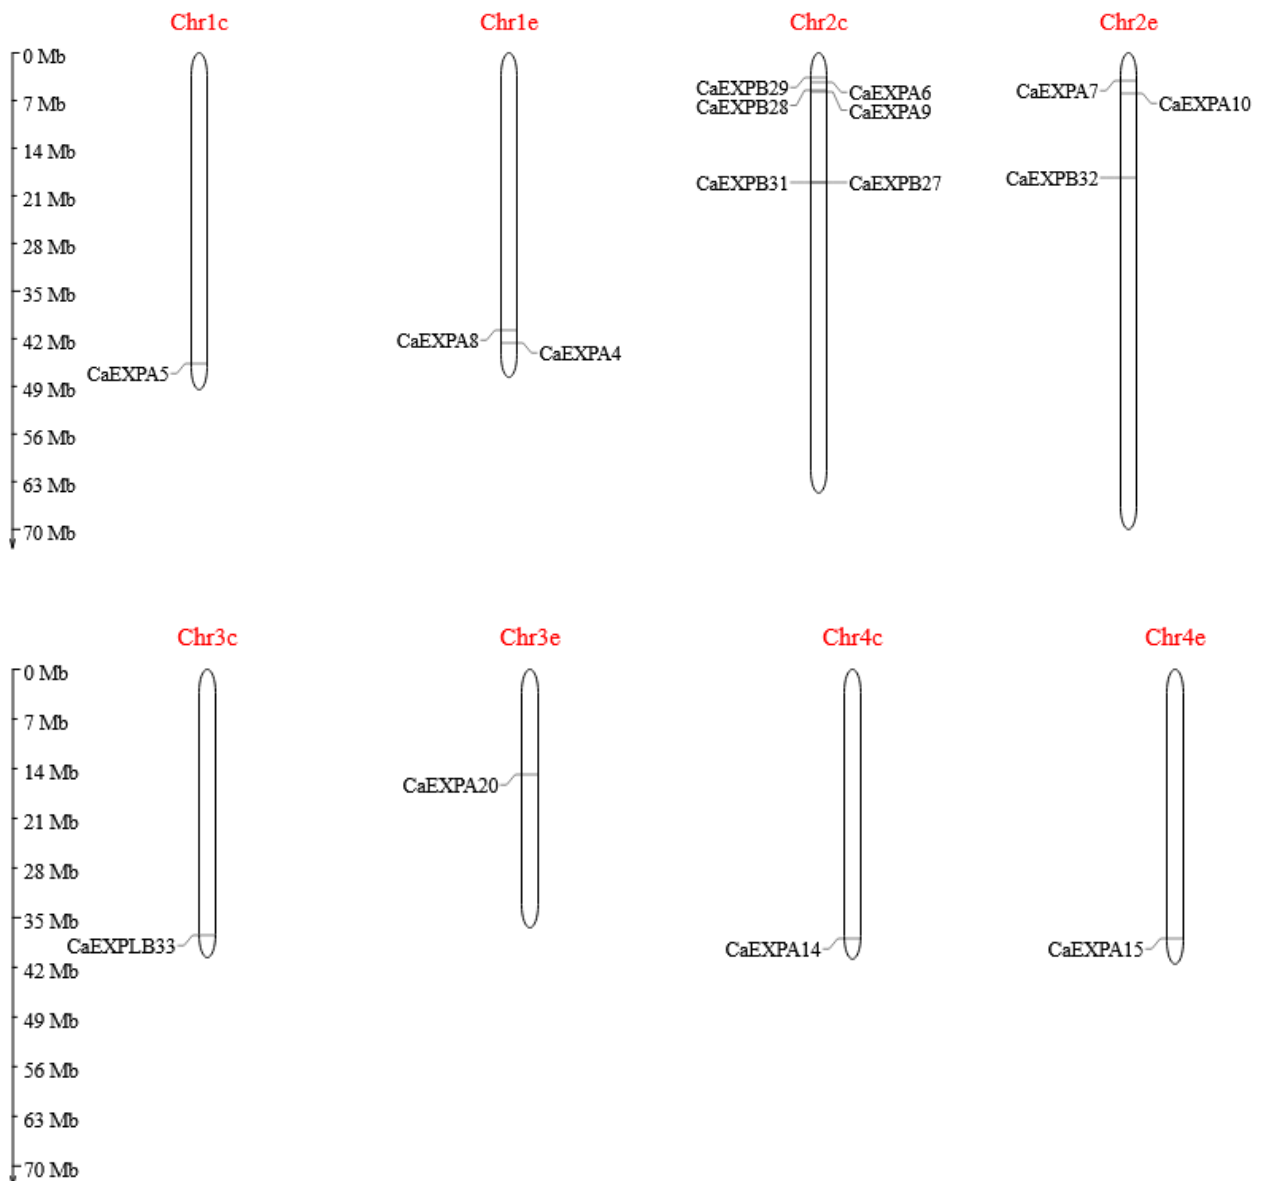 Chr1c Chr1e Chr2c Chr2e
0 Mb
7 Mb
14 Mb
21 Mb
28 Mb
35 Mb
42 Mb
49 Mb
56 Mb
63 Mb
70 Mb
CaEXPA5
CaEXPA8
CaEXPA4
CaEXPB29
CaEXPA6
CaEXPB28
CaEXPA9
CaEXPB31
CaEXPB27
CaEXPA7
CaEXPA10
CaEXPB32
Chr3c Chr3e Chr4c Chr4e
0 Mb
7 Mb
14 Mb
21 Mb
28 Mb
35 Mb
42 Mb
49 Mb
56 Mb
63 Mb
70 Mb
CaEXPLB33
CaEXPA20
CaEXPA14
CaEXPA15